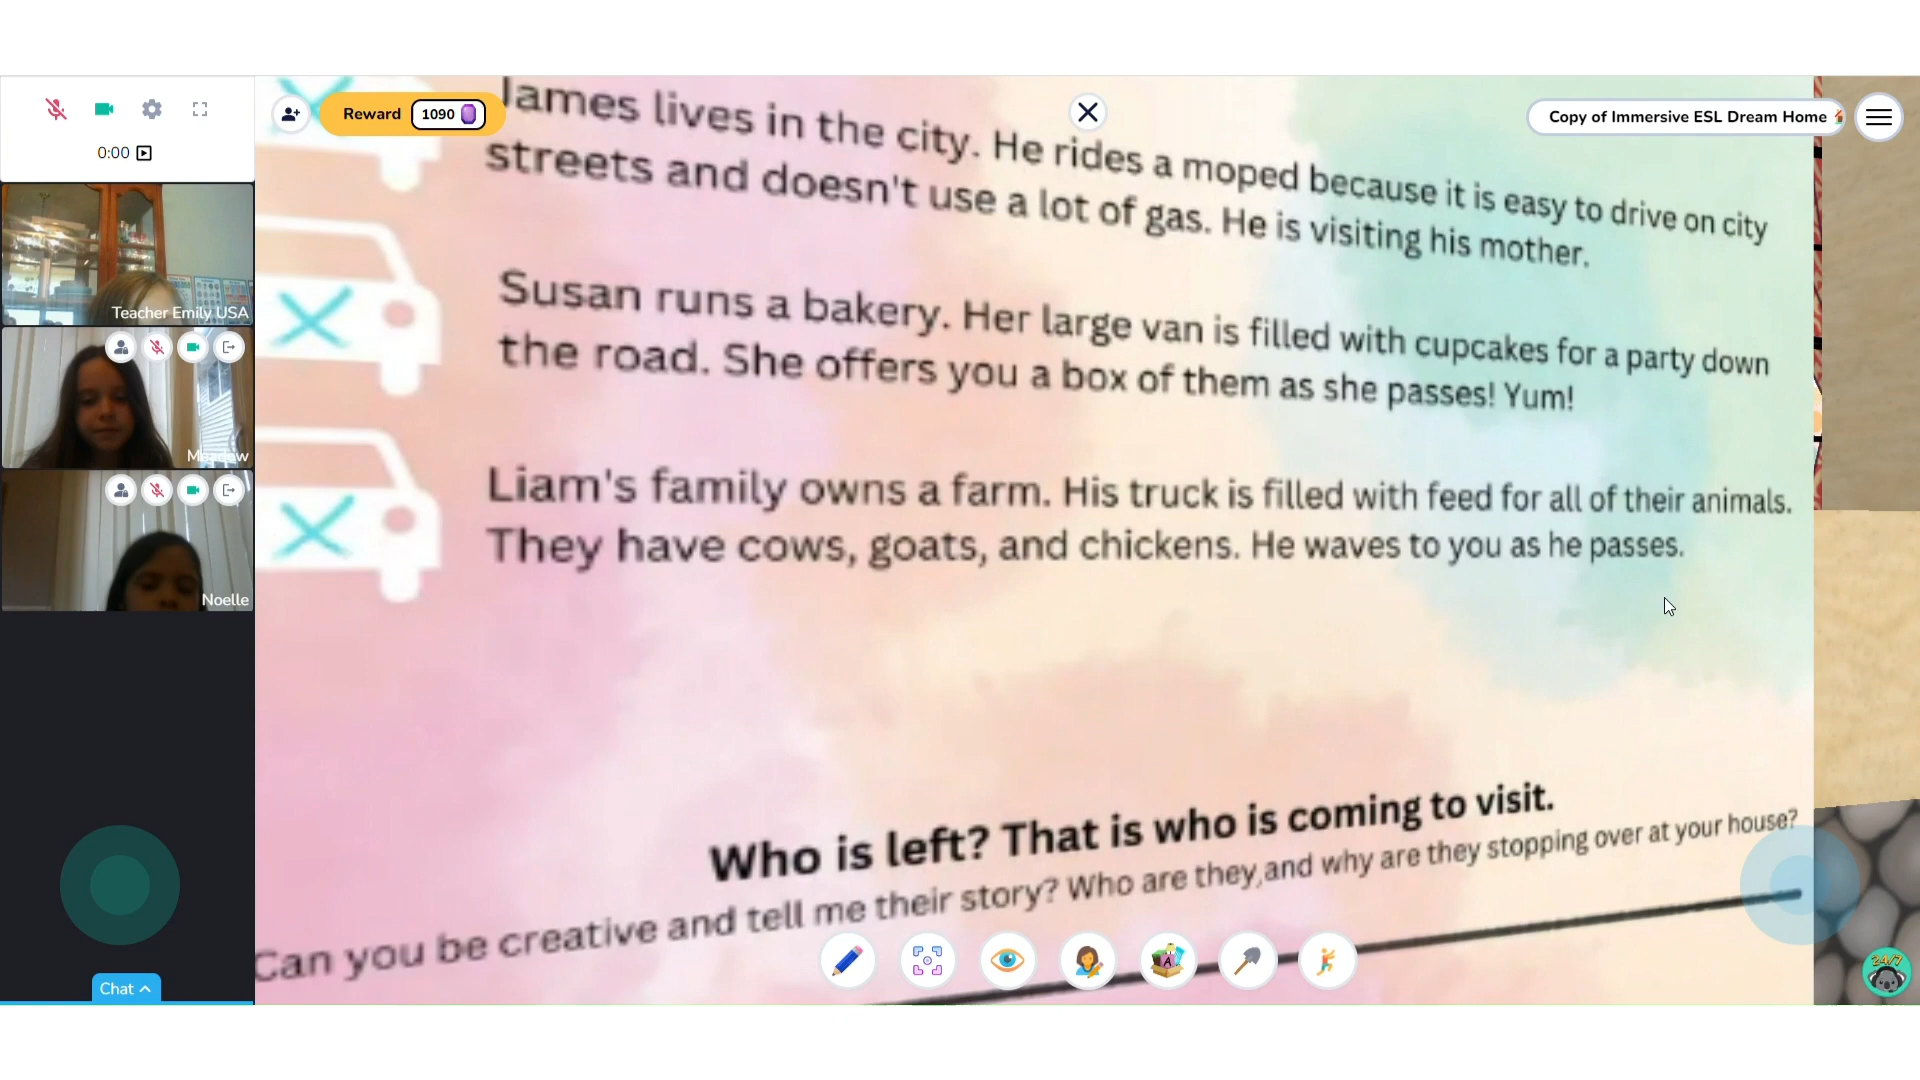 Reward 1090
Copy of Immersive ESL Dream Home
0:00
Teacher Emily USA
Meadow
Noelle
James lives in the city. He rides a moped because it is easy to drive on city
streets and doesn't use a lot of gas. He is visiting his mother.
Susan runs a bakery. Her large van is filled with cupcakes for a party down
the road. She offers you a box of them as she passes! Yum!
Liam's family owns a farm. His truck is filled with feed for all of their animals.
They have cows, goats, and chickens. He waves to you as he passes.
Who is left? That is who is coming to visit.
Can you be creative and tell me their story? Who are they,and why are they stopping over at your house?
Chat
A
24/7